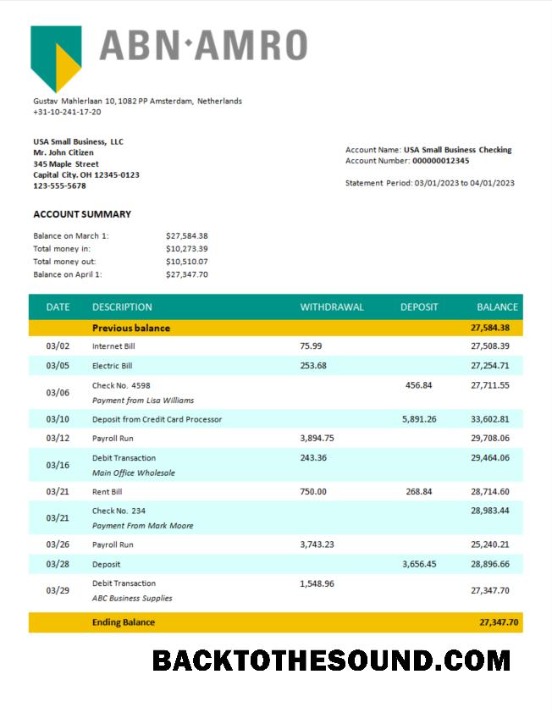 ABN·AMRO
Gustav Mahlerlaan 10, 1082 PP Amsterdam, Netherlands
+31-10-241-17-20
USA Small Business, LLC
Mr. John Citizen
345 Maple Street
Capital City. OH 12345-0123
123-555-5678
Account Name: USA Small Business Checking
Account Number: 000000012345
Statement Period: 03/01/2023 to 04/01/2023
ACCOUNT SUMMARY
Balance on March 1: $27,584.38
Total money in: $10,273.39
Total money out: $10,510.07
Balance on April 1: $27,347.70
DATE DESCRIPTION WITHDRAWAL DEPOSIT BALANCE
Previous balance 27,584.38
03/02 Internet Bill 75.99 27,508.39
03/05 Electric Bill 253.68 27,254.71
03/06 Check No. 4598 456.84 27,711.55
Payment from Lisa Williams
03/10 Deposit from Credit Card Processor 5,891.26 33,602.81
03/12 Payroll Run 3,894.75 29,708.06
03/16 Debit Transaction 243.36 29,464.06
Main Office Wholesale
03/21 Rent Bill 750.00 268.84 28,714.60
03/21 Check No. 234 28,983.44
Payment From Mark Moore
03/26 Payroll Run 3,743.23 25,240.21
03/28 Deposit 3,656.45 28,896.66
03/29 Debit Transaction 1,548.96 27,347.70
ABC Business Supplies
Ending Balance 27,347.70
BACKTOTHESOUND.COM